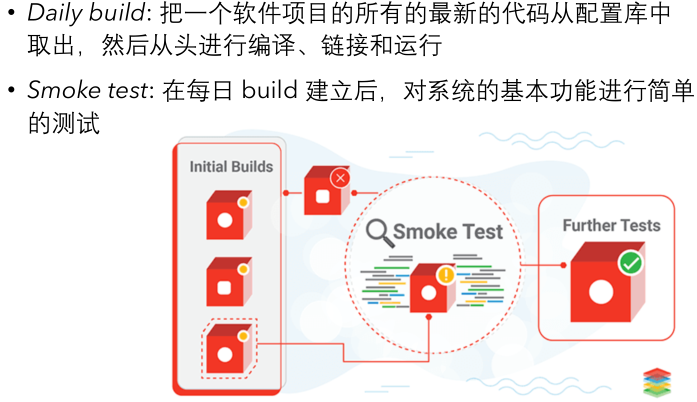 • Daily build: 把一个软件项目的所有的最新的代码从配置库中
取出，然后从头进行编译、链接和运行
• Smoke test: 在每日 build 建立后，对系统的基本功能进行简单
的测试
Initial Builds
Smoke Test
Further Tests